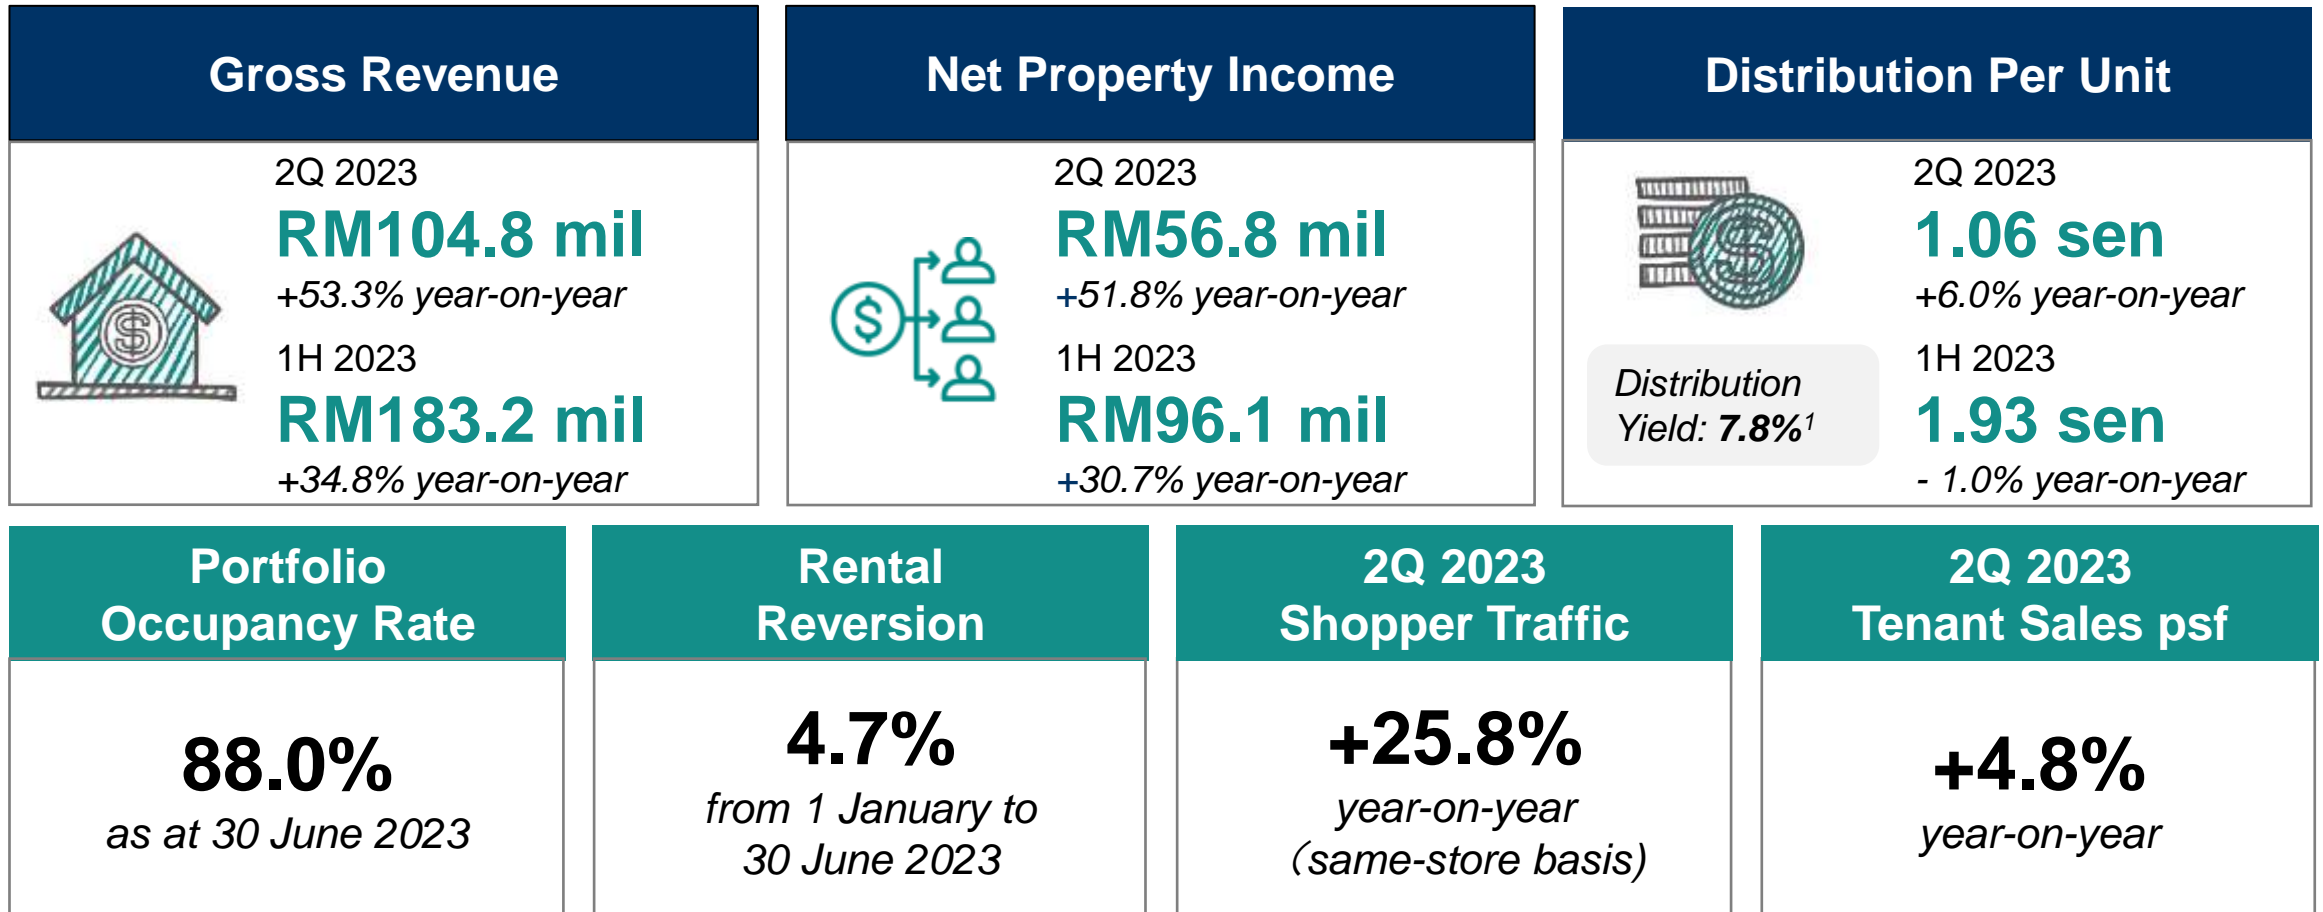 Gross Revenue
2Q 2023
RM104.8 mil
+53.3% year-on-year
1H 2023
RM183.2 mil
+34.8% year-on-year
Net Property Income
2Q 2023
RM56.8 mil
+51.8% year-on-year
1H 2023
RM96.1 mil
+30.7% year-on-year
Distribution Per Unit
2Q 2023
1.06 sen
+6.0% year-on-year
Distribution
Yield: 7.8%¹
1H 2023
1.93 sen
- 1.0% year-on-year
Portfolio
Occupancy Rate
88.0%
as at 30 June 2023
Rental
Reversion
4.7%
from 1 January to
30 June 2023
2Q 2023
Shopper Traffic
+25.8%
year-on-year
（same-store basis)
2Q 2023
Tenant Sales psf
+4.8%
year-on-year